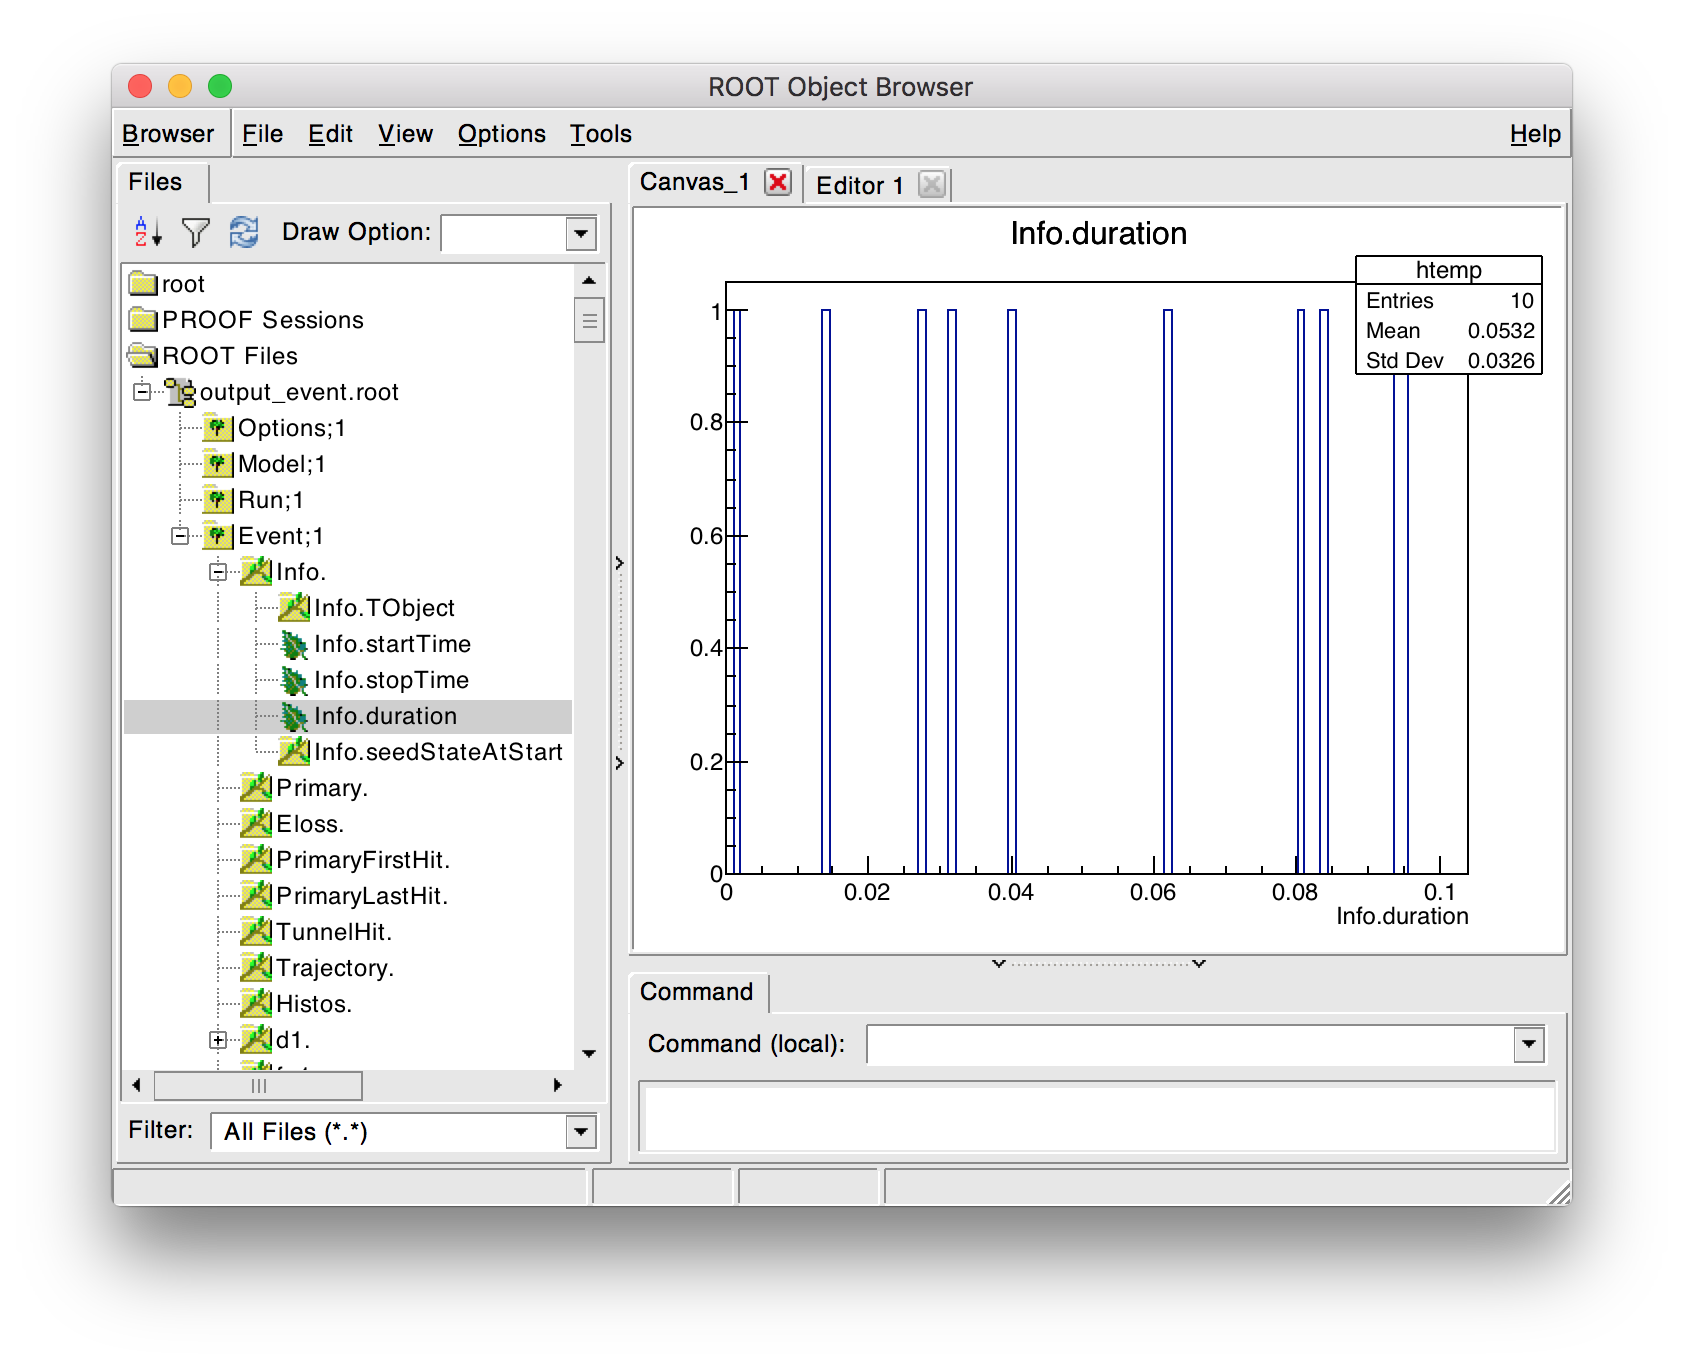 ROOT Object Browser
Browser File Edit View Options Tools Help
Files
Draw Option:
root
PROOF Sessions
ROOT Files
output_event.root
Options;1
Model;1
Run;1
Event;1
Info.
Info.TObject
Info.startTime
Info.stopTime
Info.duration
Info.seedStateAtStart
Primary.
Eloss.
PrimaryFirstHit.
PrimaryLastHit.
TunnelHit.
Trajectory.
Histos.
d1.
Filter: All Files (*.*)
Canvas_1 Editor 1
Info.duration
htemp
Entries 10
Mean 0.0532
Std Dev 0.0326
1
0.8
0.6
0.4
0.2
0
0 0.02 0.04 0.06 0.08 0.1
Info.duration
Command
Command (local):